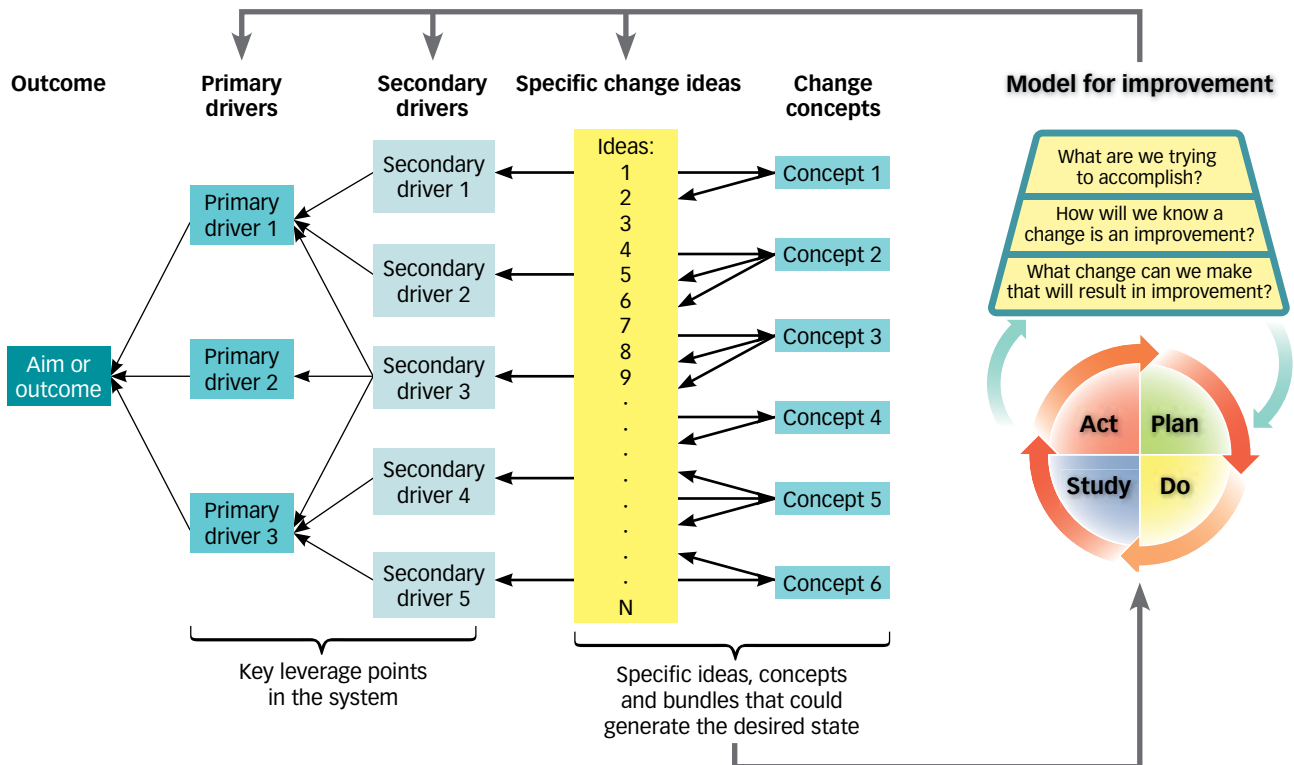 Outcome
Primary
drivers
Secondary
drivers
Specific change ideas
Change
concepts
Model for improvement
Aim or
outcome
Primary
driver 1
Primary
driver 2
Primary
driver 3
Secondary
driver 1
Secondary
driver 2
Secondary
driver 3
Secondary
driver 4
Secondary
driver 5
Ideas:
1
2
3
4
5
6
7
8
9
.
.
.
.
.
.
.
.
N
Concept 1
Concept 2
Concept 3
Concept 4
Concept 5
Concept 6
What are we trying
to accomplish?
How will we know a
change is an improvement?
What change can we make
that will result in improvement?
Act
Plan
Study
Do
Key leverage points
in the system
Specific ideas, concepts
and bundles that could
generate the desired state